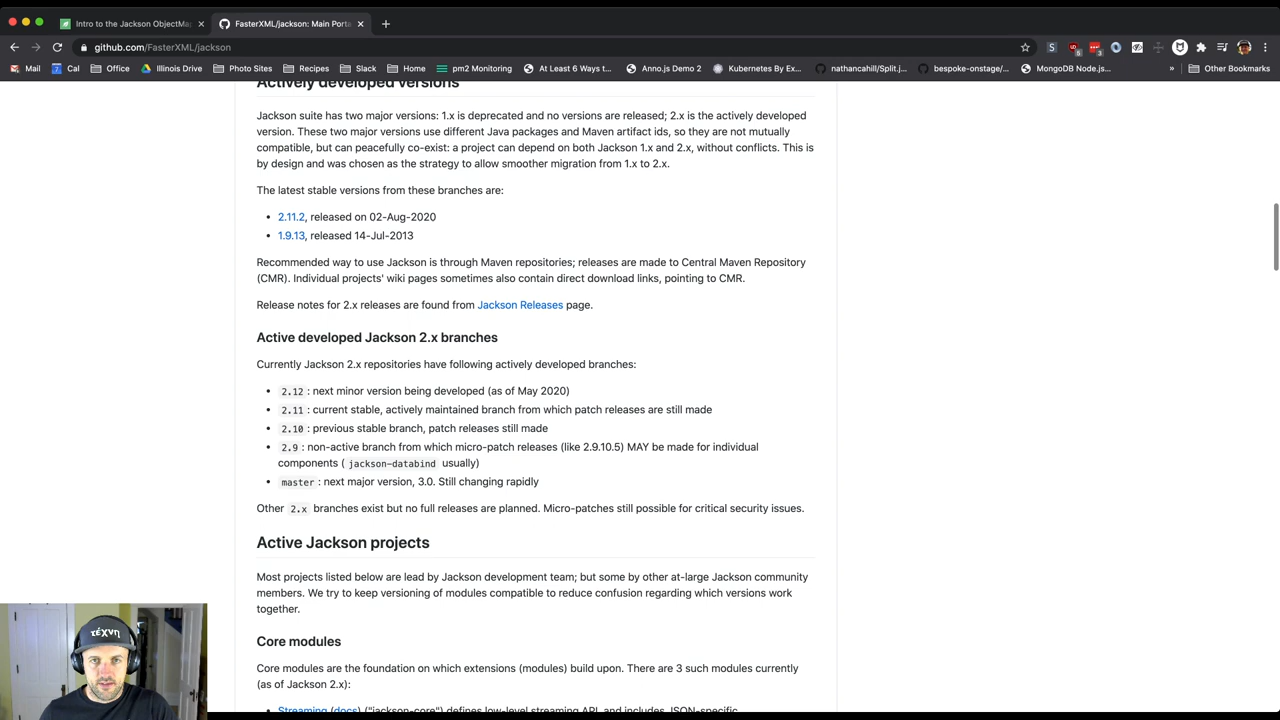 Intro to the Jackson ObjectMa
FasterXML/jackson: Main Porta
github.com/FasterXML/jackson
Mail
Cal
Office
Illinois Drive
Photo Sites
Recipes
Slack
Home
pm2 Monitoring
At Least 6 Ways t...
Anno.js Demo 2
Kubernetes By Ex...
nathancahill/Split.j...
bespoke-onstage/...
MongoDB Node.js...
»
Other Bookmarks
Actively developed versions
Jackson suite has two major versions: 1.x is deprecated and no versions are released; 2.x is the actively developed
version. These two major versions use different Java packages and Maven artifact ids, so they are not mutually
compatible, but can peacefully co-exist: a project can depend on both Jackson 1.x and 2.x, without conflicts. This is
by design and was chosen as the strategy to allow smoother migration from 1.x to 2.x.
The latest stable versions from these branches are:
• 2.11.2, released on 02-Aug-2020
• 1.9.13, released 14-Jul-2013
Recommended way to use Jackson is through Maven repositories; releases are made to Central Maven Repository
(CMR). Individual projects' wiki pages sometimes also contain direct download links, pointing to CMR.
Release notes for 2.x releases are found from Jackson Releases page.
Active developed Jackson 2.x branches
Currently Jackson 2.x repositories have following actively developed branches:
• 2.12 : next minor version being developed (as of May 2020)
• 2.11 : current stable, actively maintained branch from which patch releases are still made
• 2.10 : previous stable branch, patch releases still made
• 2.9 : non-active branch from which micro-patch releases (like 2.9.10.5) MAY be made for individual
components ( jackson-databind usually)
• master : next major version, 3.0. Still changing rapidly
Other 2.x branches exist but no full releases are planned. Micro-patches still possible for critical security issues.
Active Jackson projects
Most projects listed below are lead by Jackson development team; but some by other at-large Jackson community
members. We try to keep versioning of modules compatible to reduce confusion regarding which versions work
together.
Core modules
Core modules are the foundation on which extensions (modules) build upon. There are 3 such modules currently
(as of Jackson 2.x):
• Streaming (docs) ("jackson-core") defines low-level streaming API, and includes JSON-specific
τέχνη